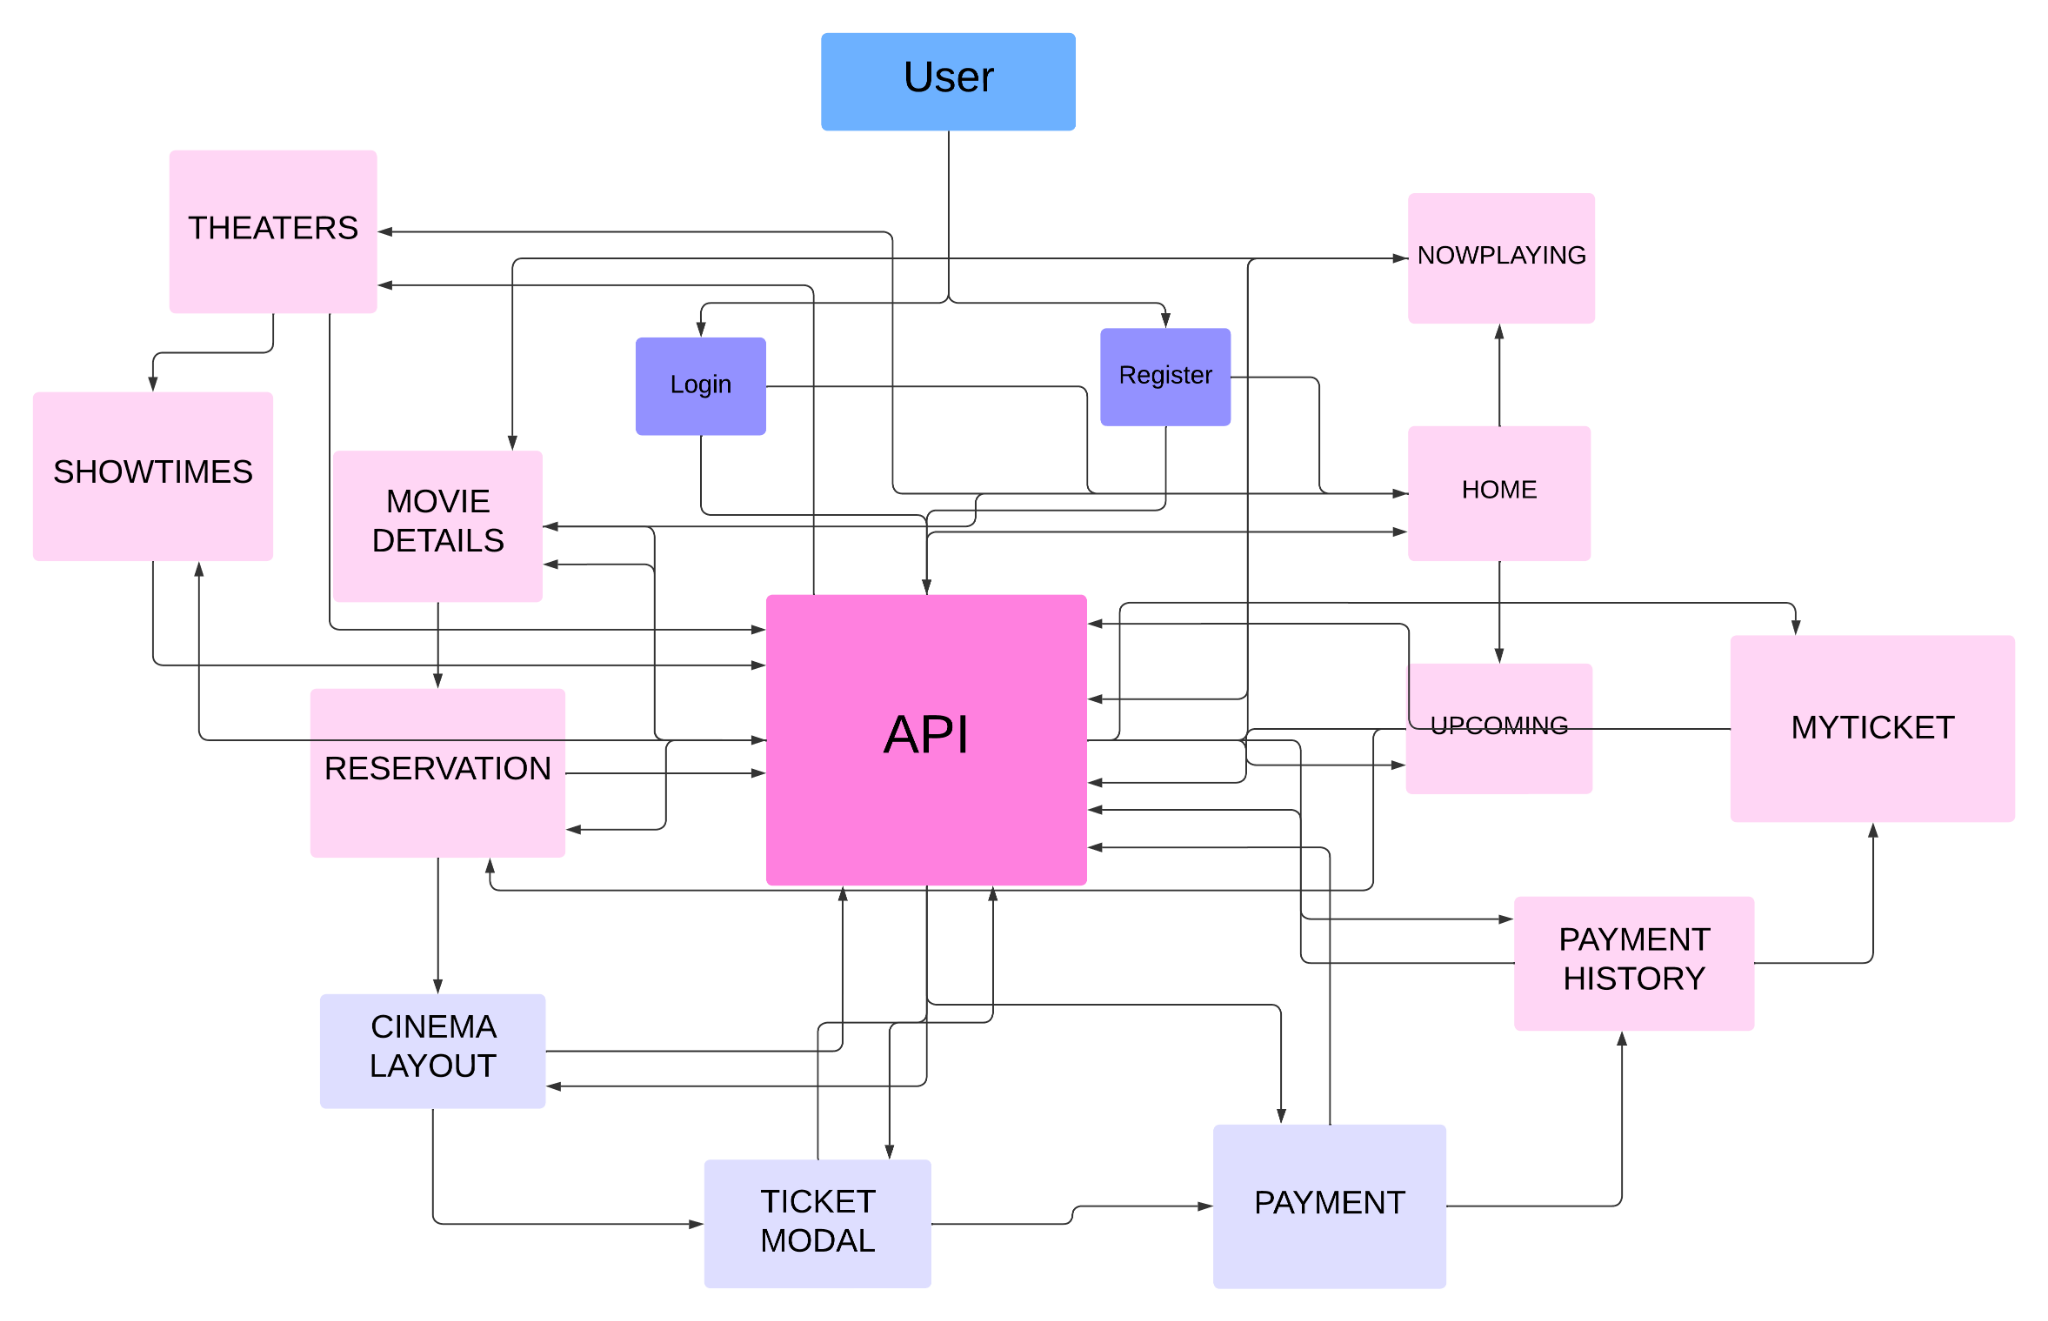 User
THEATERS
NOWPLAYING
Login
Register
SHOWTIMES
MOVIE
DETAILS
HOME
API
RESERVATION
UPCOMING
MYTICKET
PAYMENT
HISTORY
CINEMA
LAYOUT
TICKET
MODAL
PAYMENT